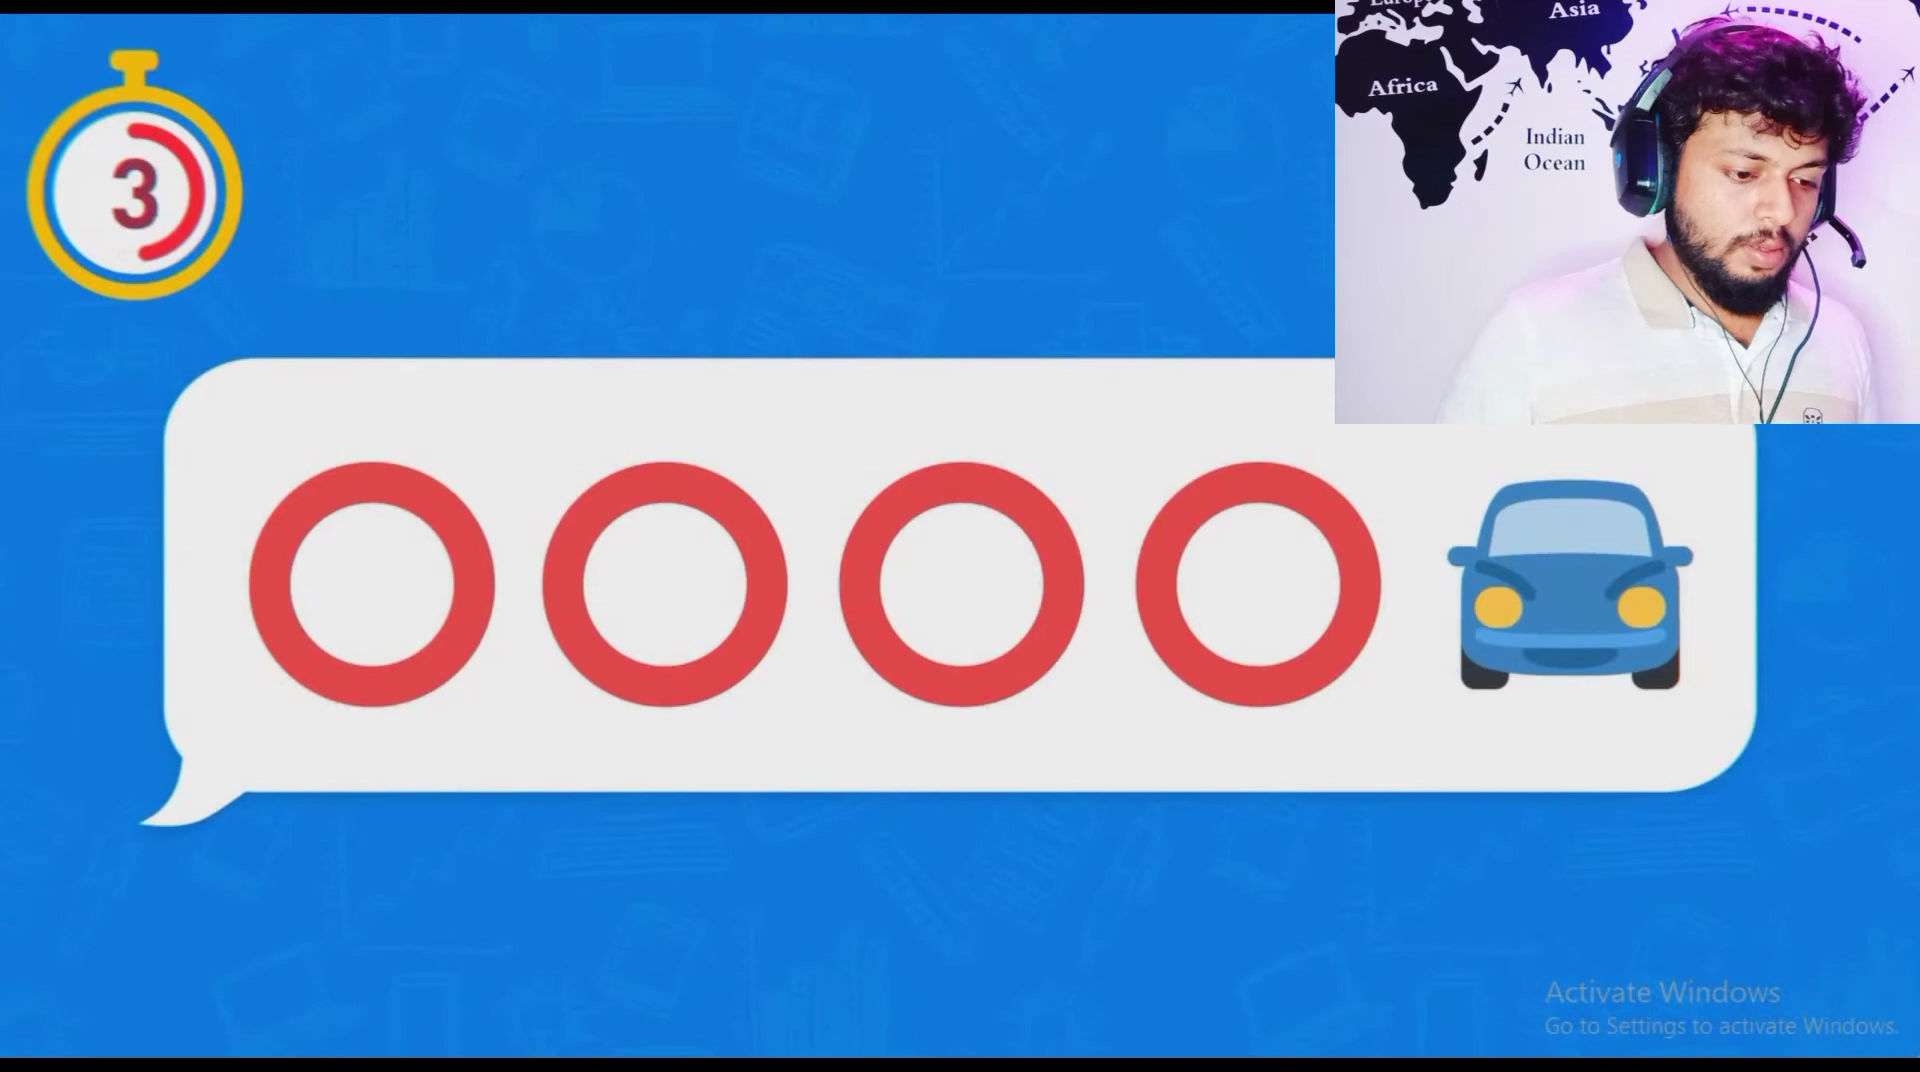 3
Asia
Africa
Indian
Ocean
Activate Windows
Go to Settings to activate Windows.